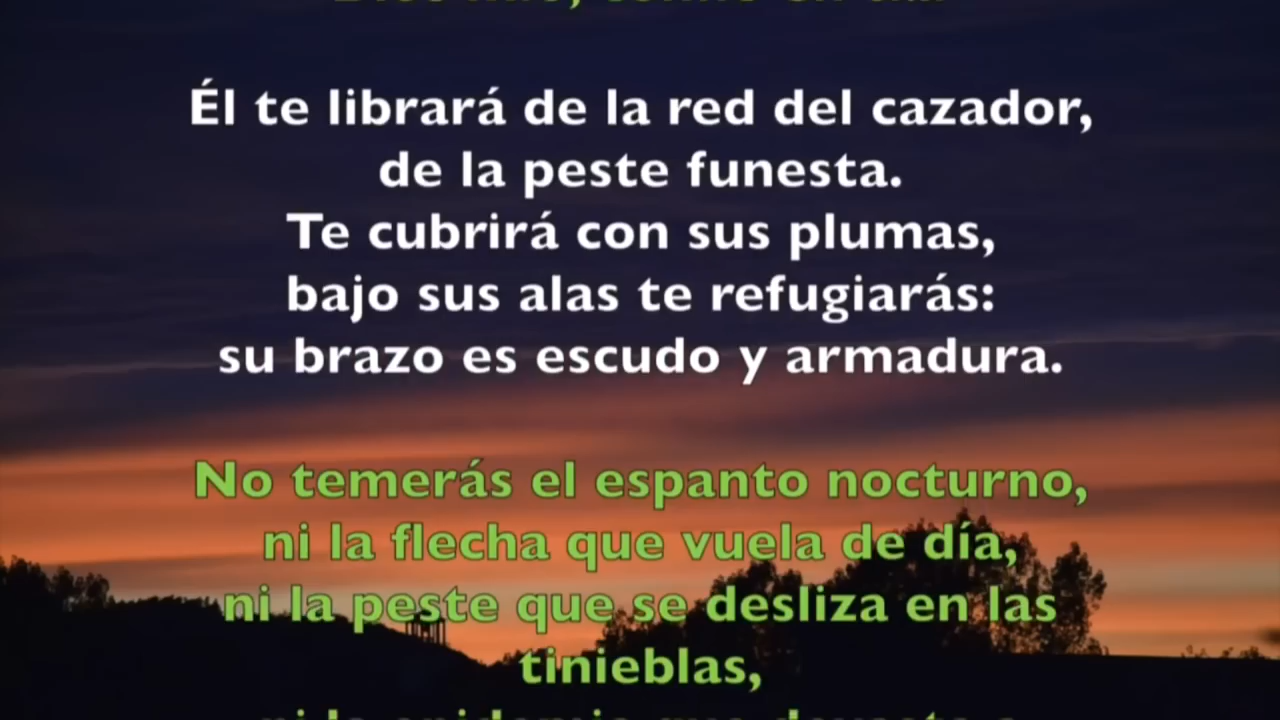 Él te librará de la red del cazador,
de la peste funesta.
Te cubrirá con sus plumas,
bajo sus alas te refugiarás:
su brazo es escudo y armadura.
No temerás el espanto nocturno,
ni la flecha que vuela de día,
ni la peste que se desliza en las
tinieblas,